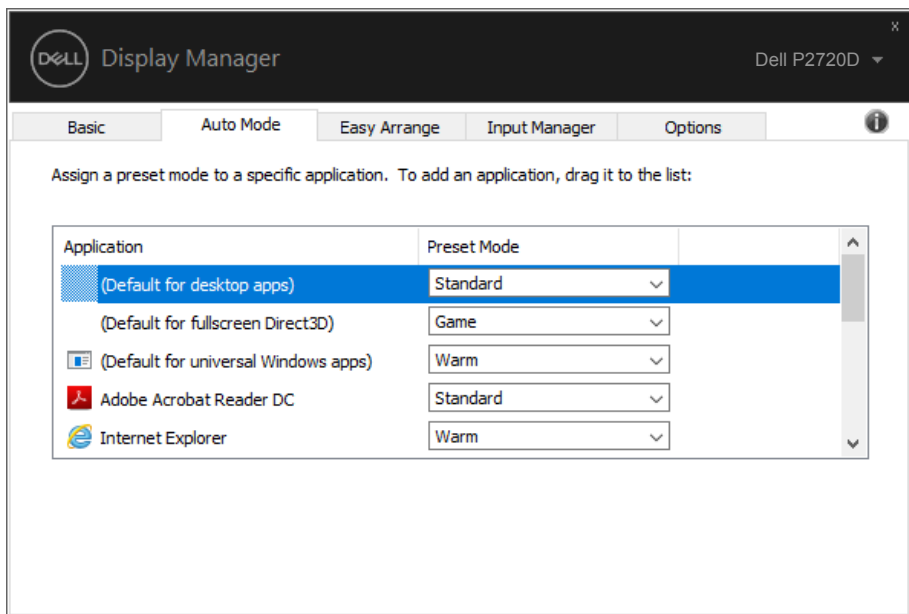 x
DELL Display Manager Dell P2720D
Basic Auto Mode Easy Arrange Input Manager Options
Assign a preset mode to a specific application. To add an application, drag it to the list:
Application Preset Mode
(Default for desktop apps) Standard
(Default for fullscreen Direct3D) Game
(Default for universal Windows apps) Warm
Adobe Acrobat Reader DC Standard
Internet Explorer Warm